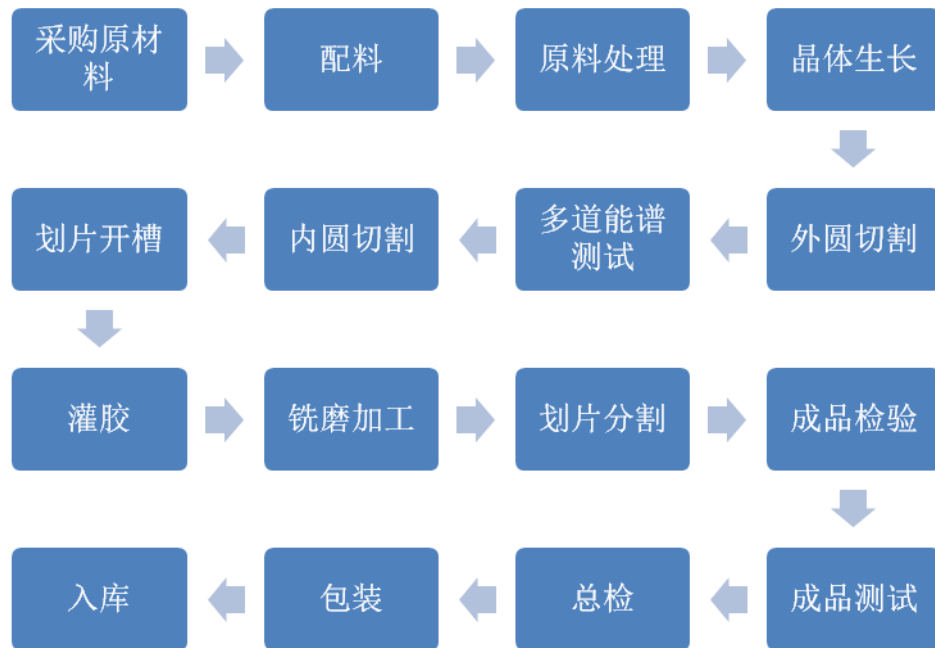 采购原材
料
配料
原料处理
晶体生长
外圆切割
多道能谱
测试
内圆切割
划片开槽
灌胶
铣磨加工
划片分割
成品检验
成品测试
总检
包装
入库